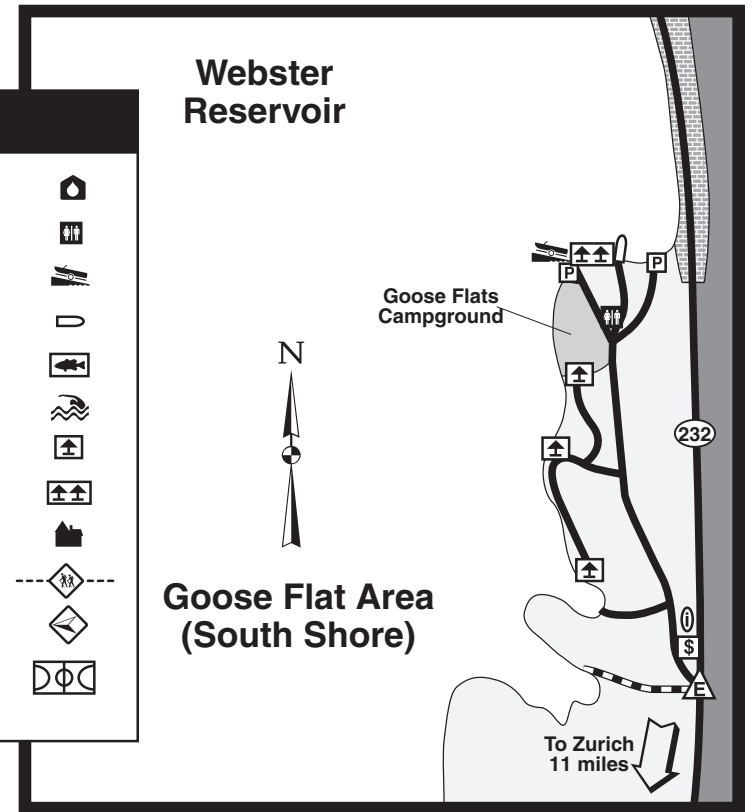 Webster
Reservoir
P
P
Goose Flats
Campground
N
232
Goose Flat Area
(South Shore)
i
$
E
To Zurich
11 miles